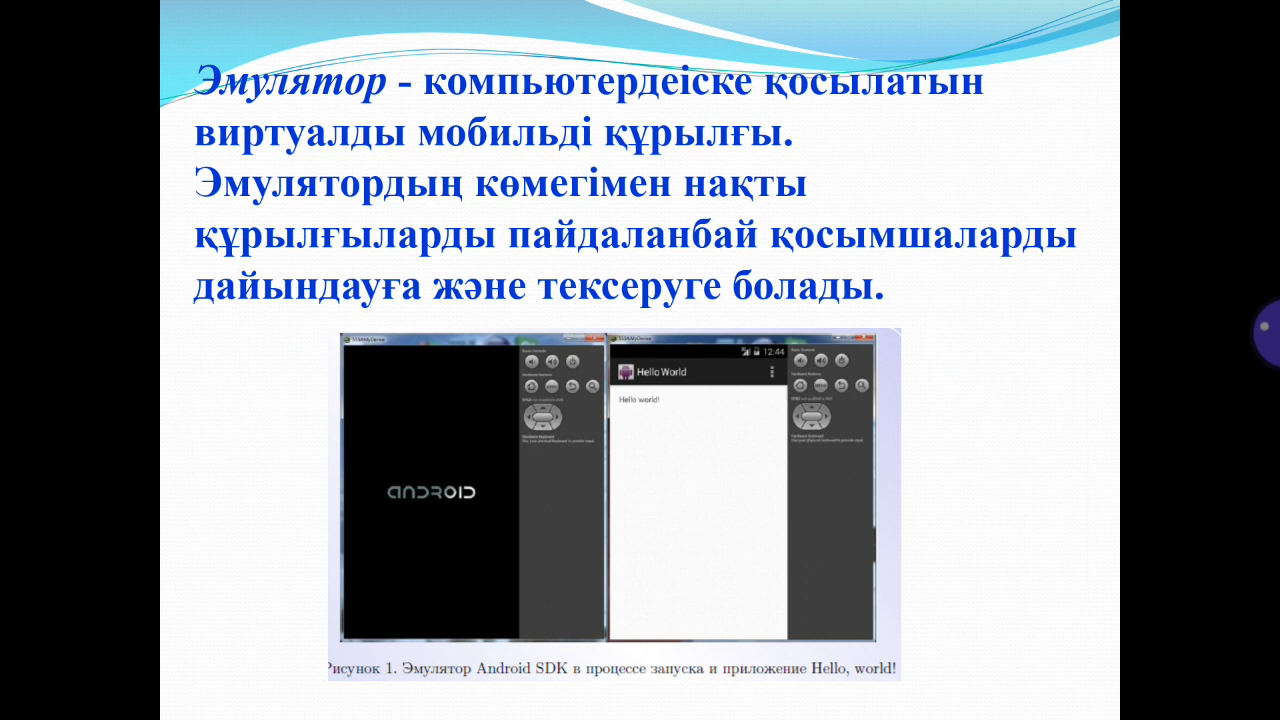 Эмулятор - компьютердеіске қосылатын
виртуалды мобильді құрылғы.
Эмулятордың көмегімен нақты
құрылғыларды пайдаланбай қосымшаларды
дайындауға және тексеруге болады.
ANDROID
12:44
Hello World
Hello world!
Рисунок 1. Эмулятор Android SDK в процессе запуска и приложение Hello, world!